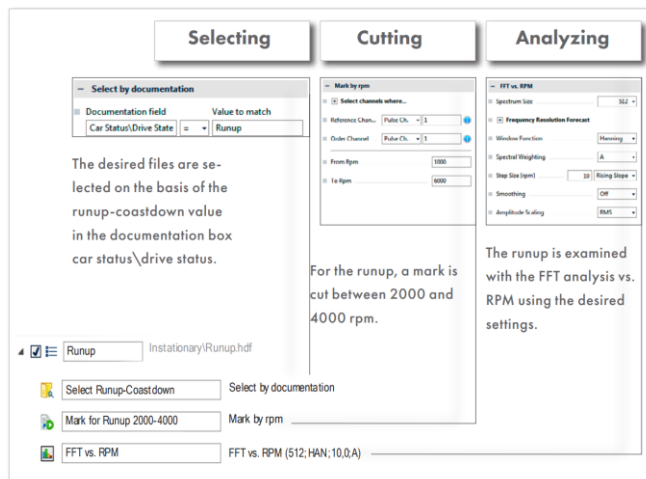 Selecting
Cutting
Analyzing
Select by documentation
Documentation field Value to match
Car Status\Drive State = Runup
The desired files are se-
lected on the basis of the
runup-coastdown value
in the documentation box
car status\drive status.
Mark by rpm
Select channels where...
Reference Chan... Pulse Ch. 1
Order Channel Pulse Ch. 1
From Rpm 1000
To Rpm 6000
For the runup, a mark is
cut between 2000 and
4000 rpm.
FFT vs. RPM
Spectrum Size 512
Frequency Resolution Forecast
Window Function Hanning
Spectral Weighting A
Step Size [rpm] 10 Rising Slope
Smoothing Off
Amplitude Scaling RMS
The runup is examined
with the FFT analysis vs.
RPM using the desired
settings.
Runup Instationary\Runup.hdf
Select Runup-Coastdown Select by documentation
Mark for Runup 2000-4000 Mark by rpm
FFT vs. RPM FFT vs. RPM (512; HAN; 10,0; A)